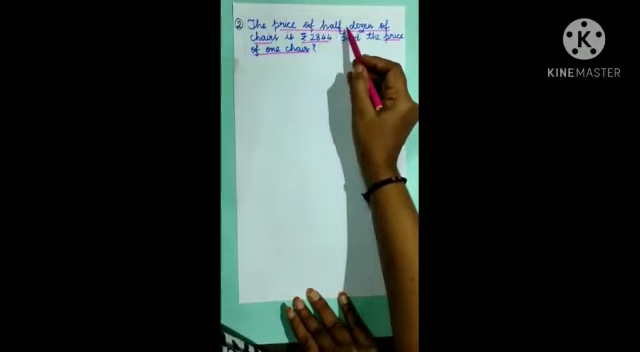 ② The price of half dozen of
chairs is ₹ 2844 the price
of one chair?
K
KINEMASTER